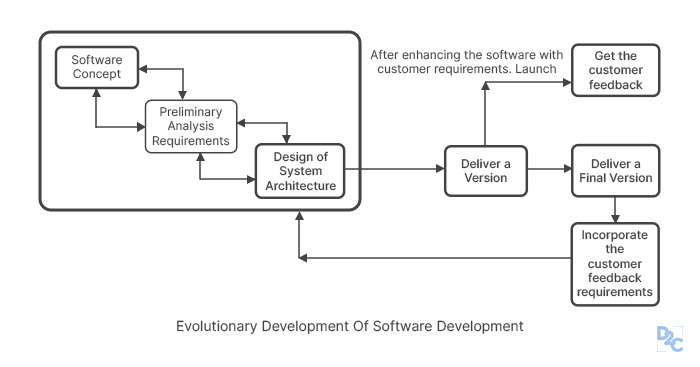 Software
Concept
Preliminary
Analysis
Requirements
Design of
System
Architecture
After enhancing the software with
customer requirements. Launch
Get the
customer
feedback
Deliver a
Version
Deliver a
Final Version
Incorporate
the
customer
feedback
requirements
Evolutionary Development Of Software Development
D2C